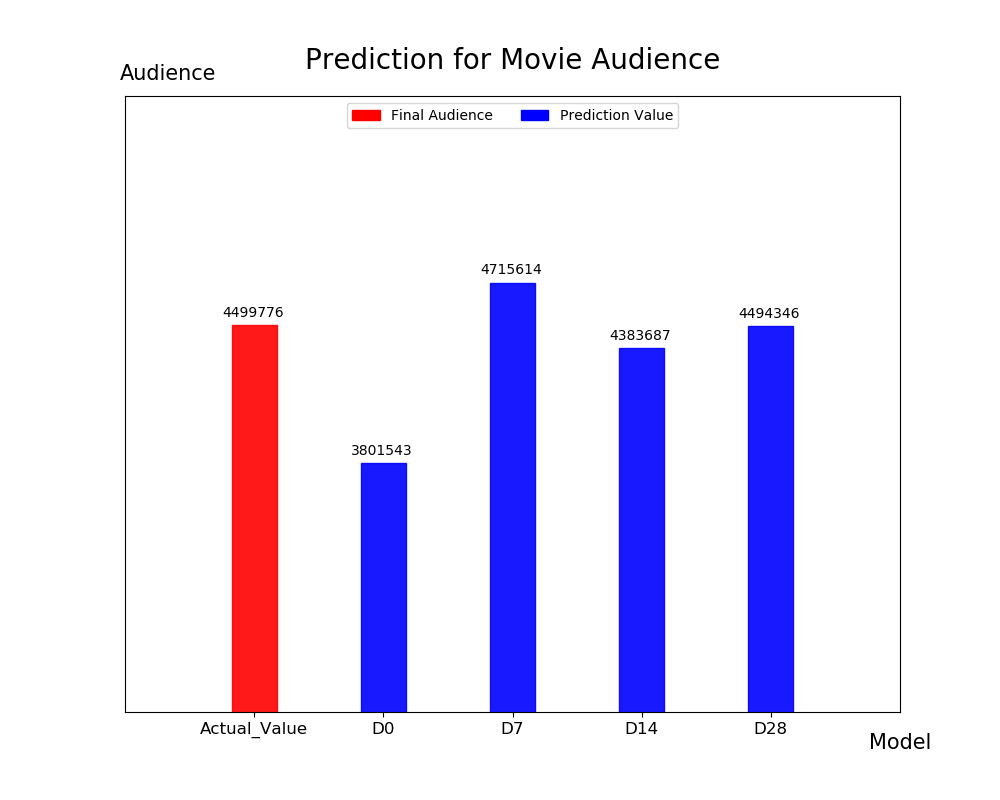 Prediction for Movie Audience
Audience
Final Audience Prediction Value
4715614
4499776
4494346
4383687
3801543
Actual_Value D0 D7 D14 D28
Model